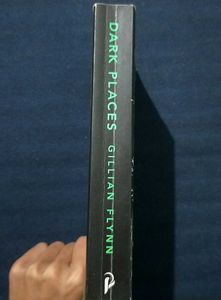 DARK PLACES GILLIAN FLYNN